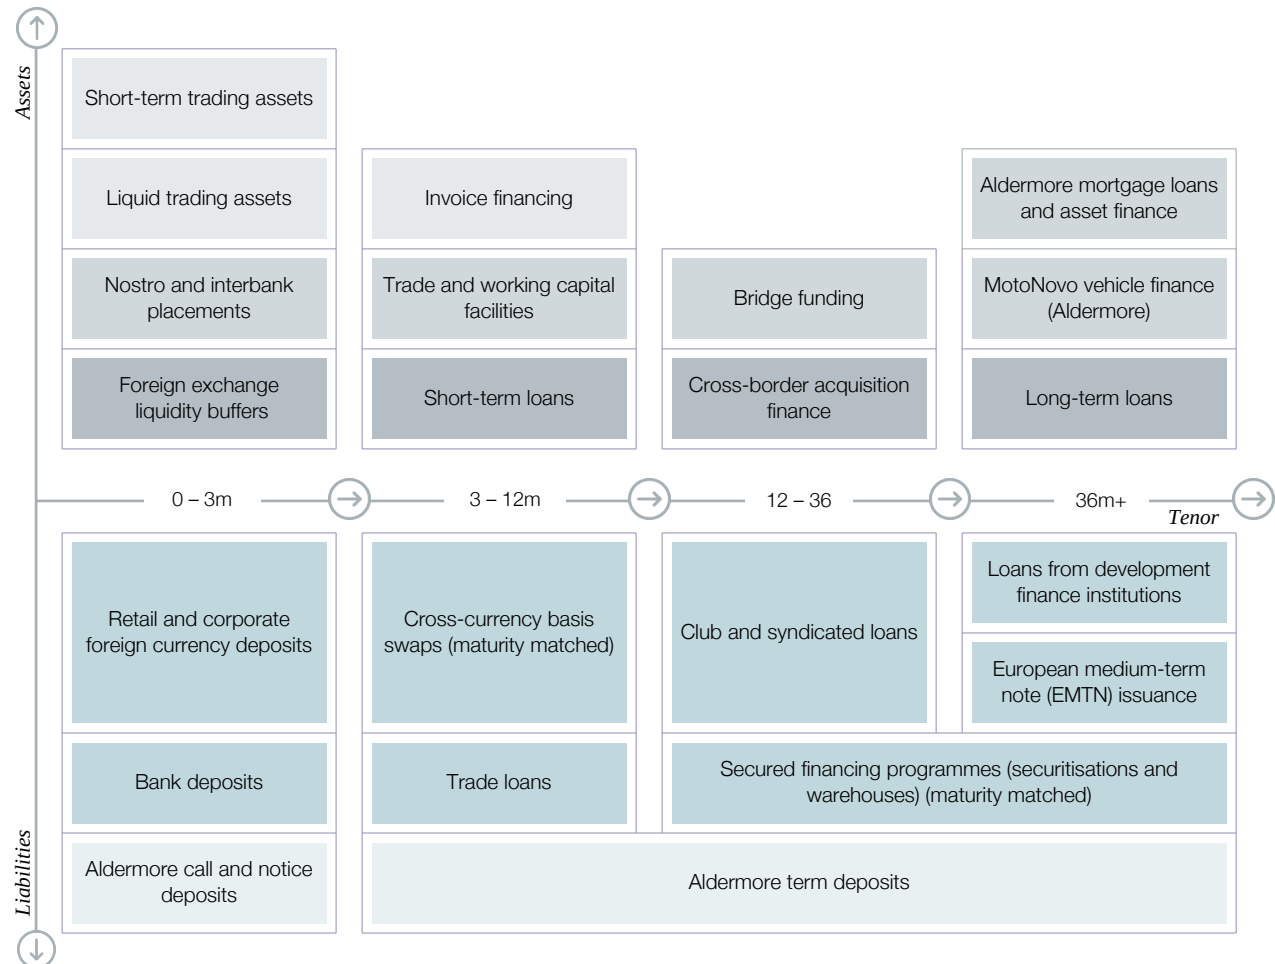 Assets
Short-term trading assets
Liquid trading assets
Invoice financing
Aldermore mortgage loans
and asset finance
Nostro and interbank
placements
Trade and working capital
facilities
Bridge funding
MotoNovo vehicle finance
(Aldermore)
Foreign exchange
liquidity buffers
Short-term loans
Cross-border acquisition
finance
Long-term loans
0 – 3m
3 – 12m
12 – 36
36m+
Tenor
Retail and corporate
foreign currency deposits
Cross-currency basis
swaps (maturity matched)
Club and syndicated loans
Loans from development
finance institutions
European medium-term
note (EMTN) issuance
Bank deposits
Trade loans
Secured financing programmes (securitisations and
warehouses) (maturity matched)
Liabilities
Aldermore call and notice
deposits
Aldermore term deposits